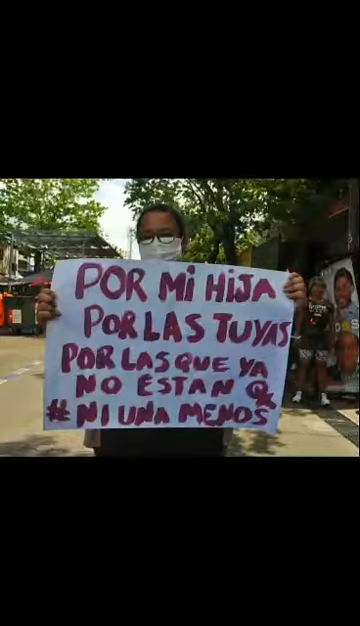 POR MI HIJA
POR LAS TUYAS
POR LAS QUE YA
NO ESTAN
#NI UNA MENOS